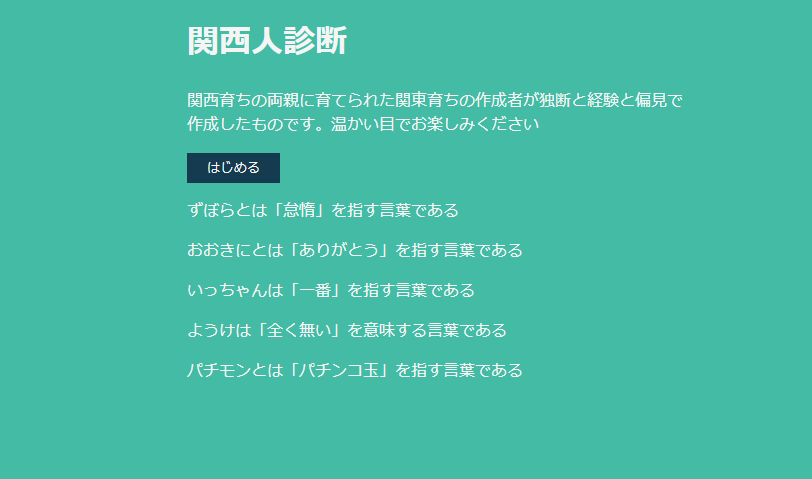 関西人診断
関西育ちの両親に育てられた関東育ちの作成者が独断と経験と偏見で
作成したものです。温かい目でお楽しみください
はじめる
ずぼらとは「怠惰」を指す言葉である
おおきにとは「ありがとう」を指す言葉である
いっちゃんは「一番」を指す言葉である
ようけは「全く無い」を意味する言葉である
パチモンとは「パチンコ玉」を指す言葉である